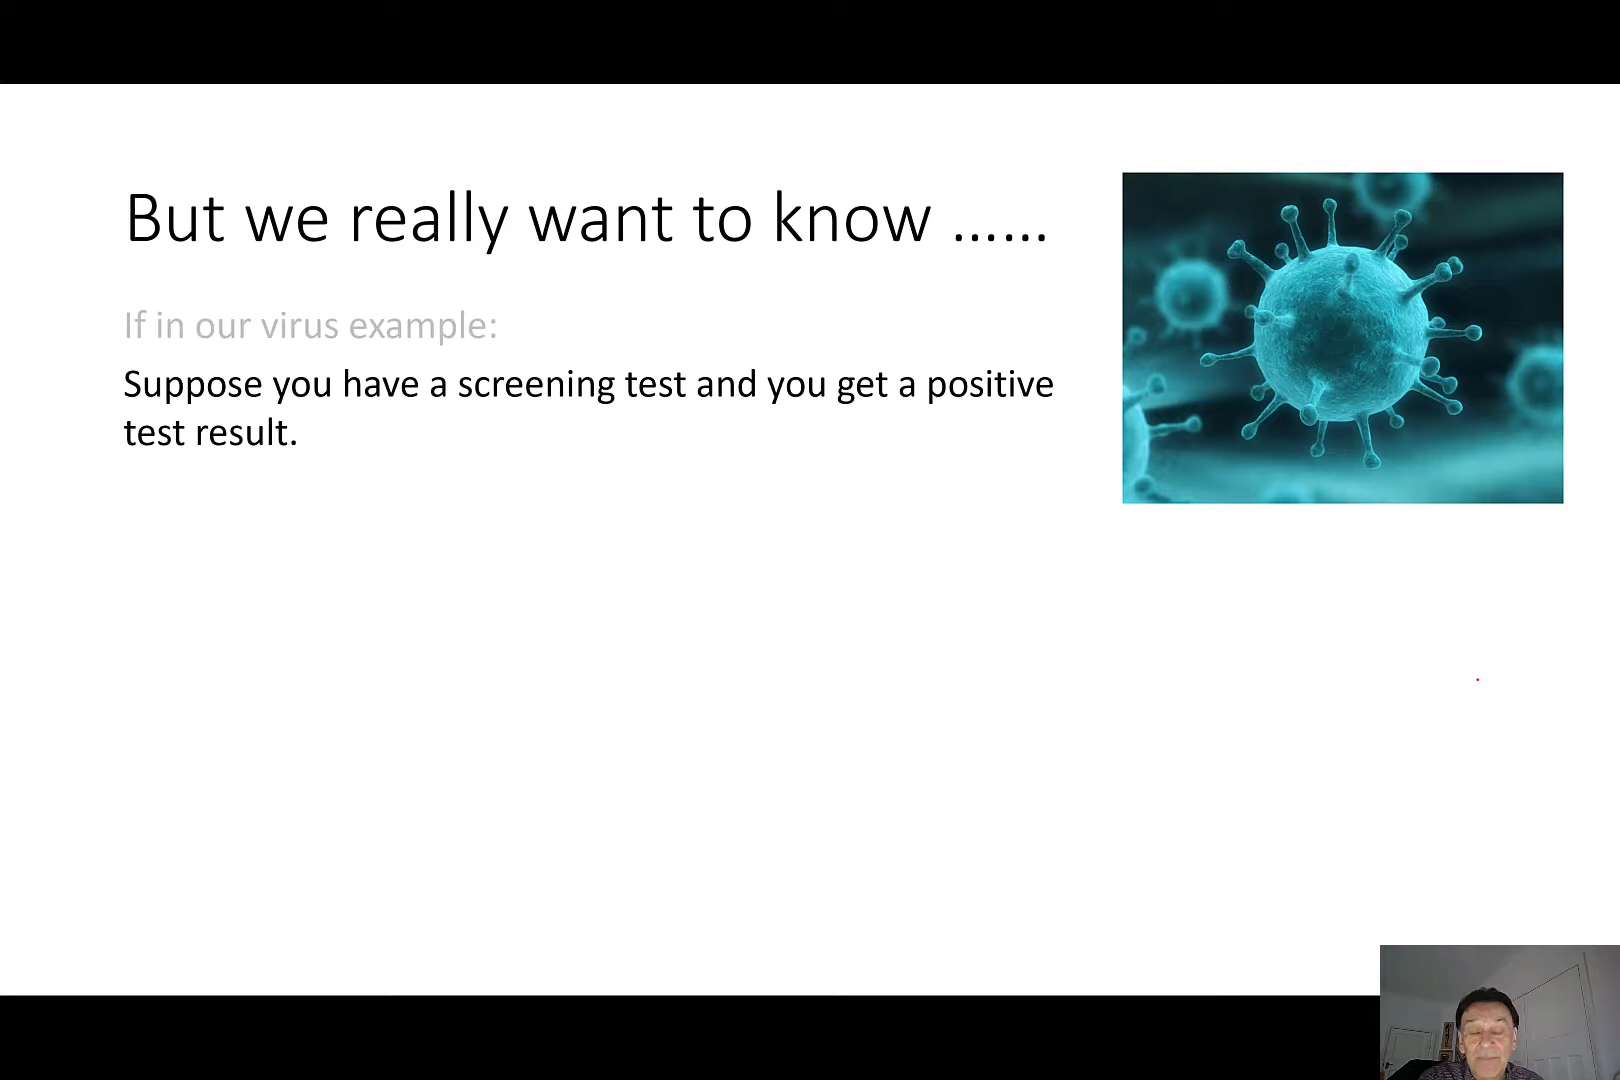 But we really want to know ……
If in our virus example:
Suppose you have a screening test and you get a positive
test result.